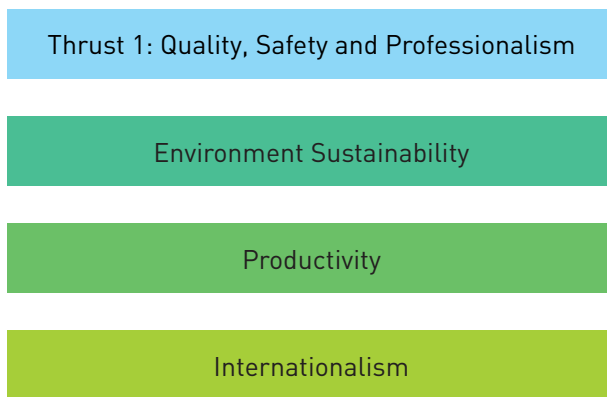 Thrust 1: Quality, Safety and Professionalism
Environment Sustainability
Productivity
Internationalism